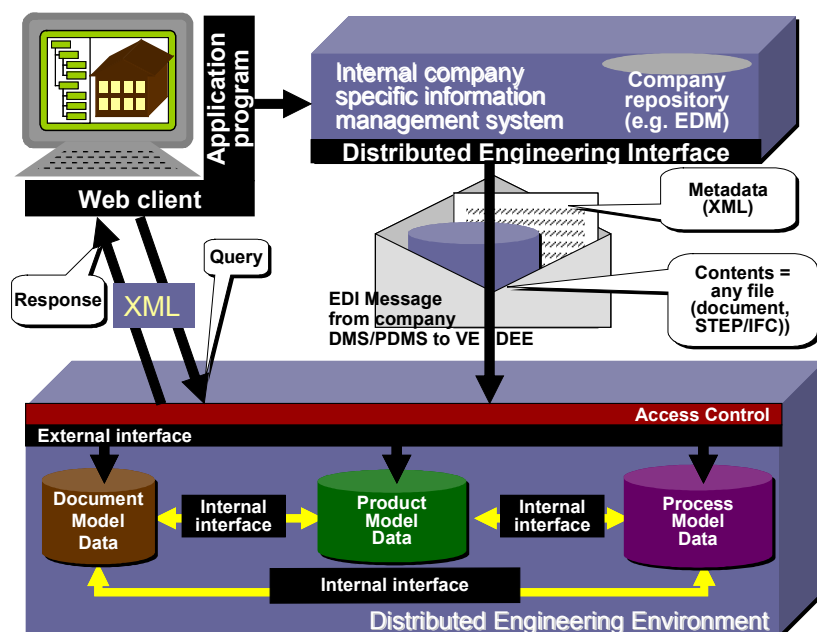 Application
program
Web client
Internal company
specific information
management system
Company
repository
(e.g. EDM)
Distributed Engineering Interface
Metadata
(XML)
Contents =
any file
(document,
STEP/IFC))
Query
Response
XML
EDI Message
from company
DMS/PDMS to VE DEE
Access Control
External interface
Document
Model
Data
Internal
interface
Product
Model
Data
Internal
interface
Process
Model
Data
Internal interface
Distributed Engineering Environment